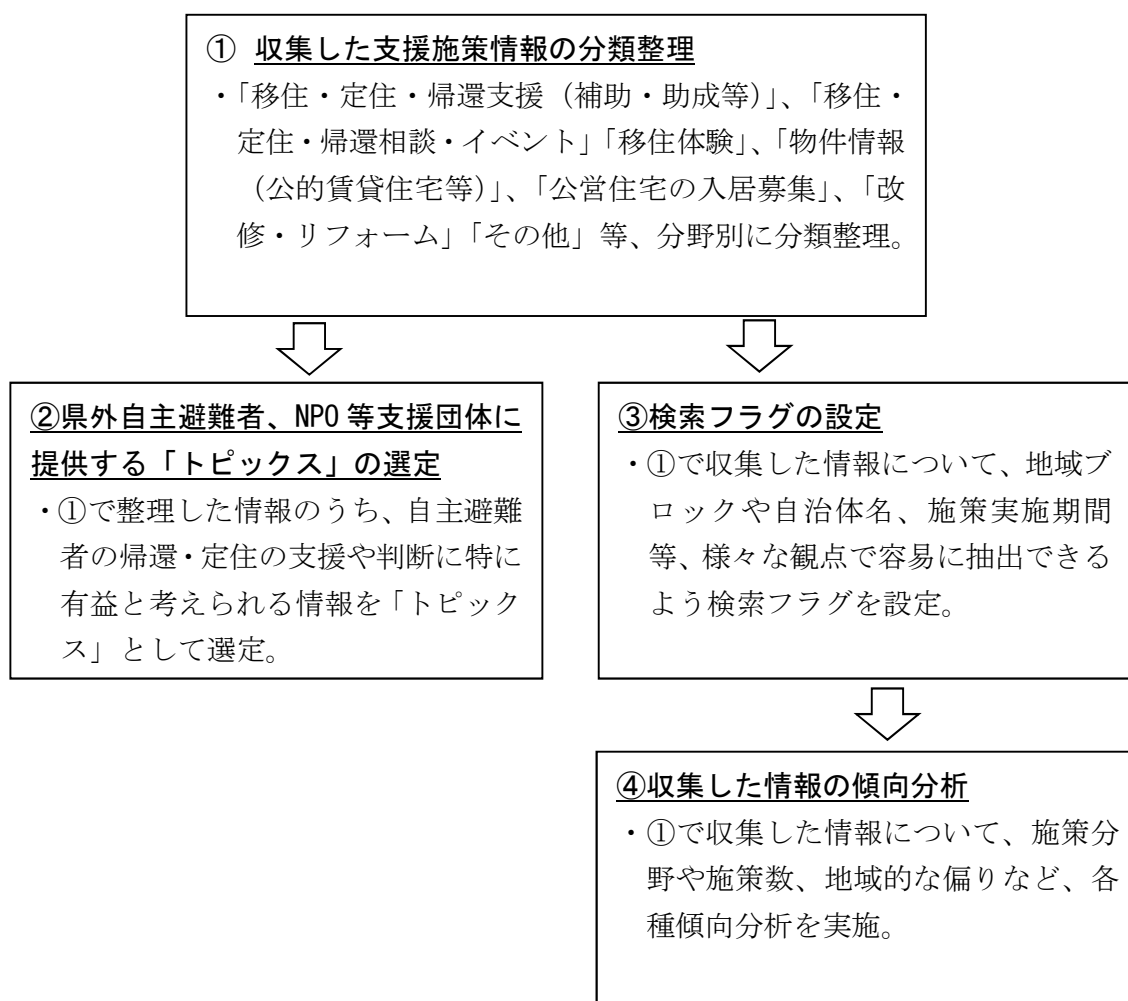 ① 収集した支援施策情報の分類整理
・「移住・定住・帰還支援（補助・助成等）」、「移住・
定住・帰還相談・イベント」「移住体験」、「物件情報
（公的賃貸住宅等）」、「公営住宅の入居募集」、「改
修・リフォーム」「その他」等、分野別に分類整理。
②県外自主避難者、NPO 等支援団体に
提供する「トピックス」の選定
・①で整理した情報のうち、自主避難
者の帰還・定住の支援や判断に特に
有益と考えられる情報を「トピック
ス」として選定。
③検索フラグの設定
・①で収集した情報について、地域ブ
ロックや自治体名、施策実施期間
等、様々な観点で容易に抽出できる
よう検索フラグを設定。
④収集した情報の傾向分析
・①で収集した情報について、施策分
野や施策数、地域的な偏りなど、各
種傾向分析を実施。